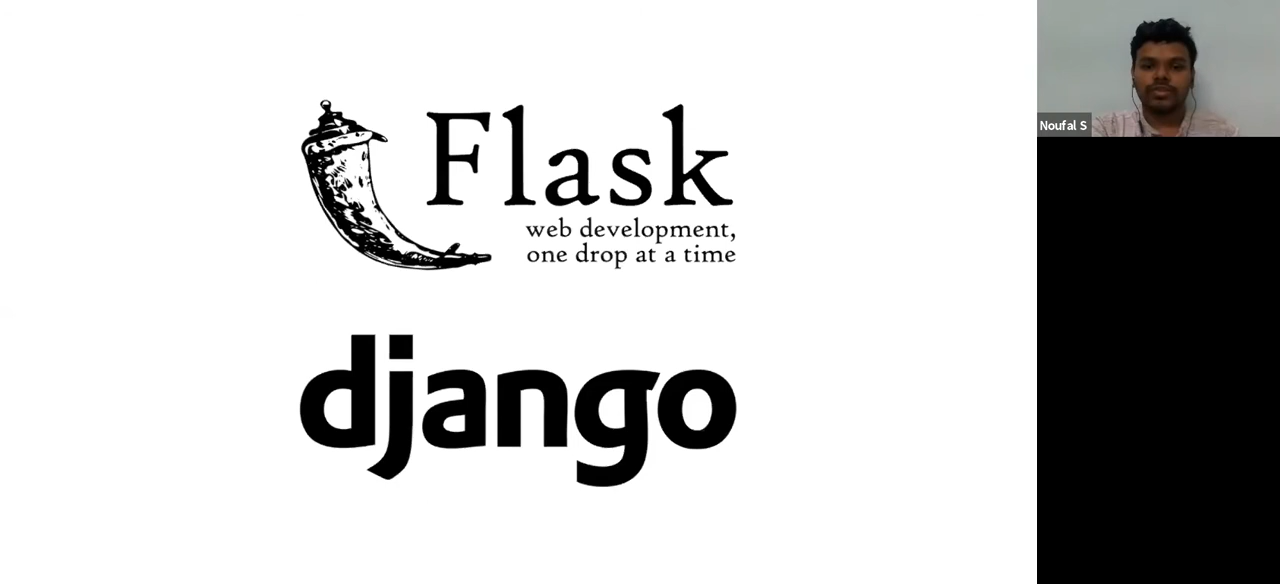 Flask
web development,
one drop at a time
django
Noufal S